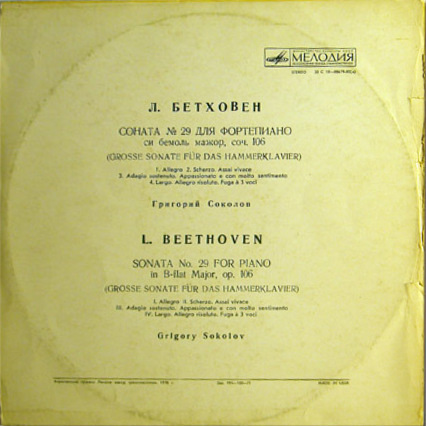 МЕЛОДИЯ
STEREO
Л. БЕТХОВЕН
СОНАТА № 29 ДЛЯ ФОРТЕПИАНО
си бемоль мажор, соч. 106
(GROSSE SONATE FÜR DAS HAMMERKLAVIER)
1. Allegro 2. Scherzo. Assai vivace
3. Adagio sostenuto. Appassionato e con molto sentimento
4. Largo. Allegro risoluto. Fuga à 3 voci
Григорий Соколов
L. BEETHOVEN
SONATA No. 29 FOR PIANO
in B-flat Major, op. 106
(GROSSE SONATE FÜR DAS HAMMERKLAVIER)
I. Allegro II. Scherzo. Assai vivace
III. Adagio sostenuto. Appassionato e con molto sentimento
IV. Largo. Allegro risoluto. Fuga à 3 voci
Grigory Sokolov
MADE IN USSR